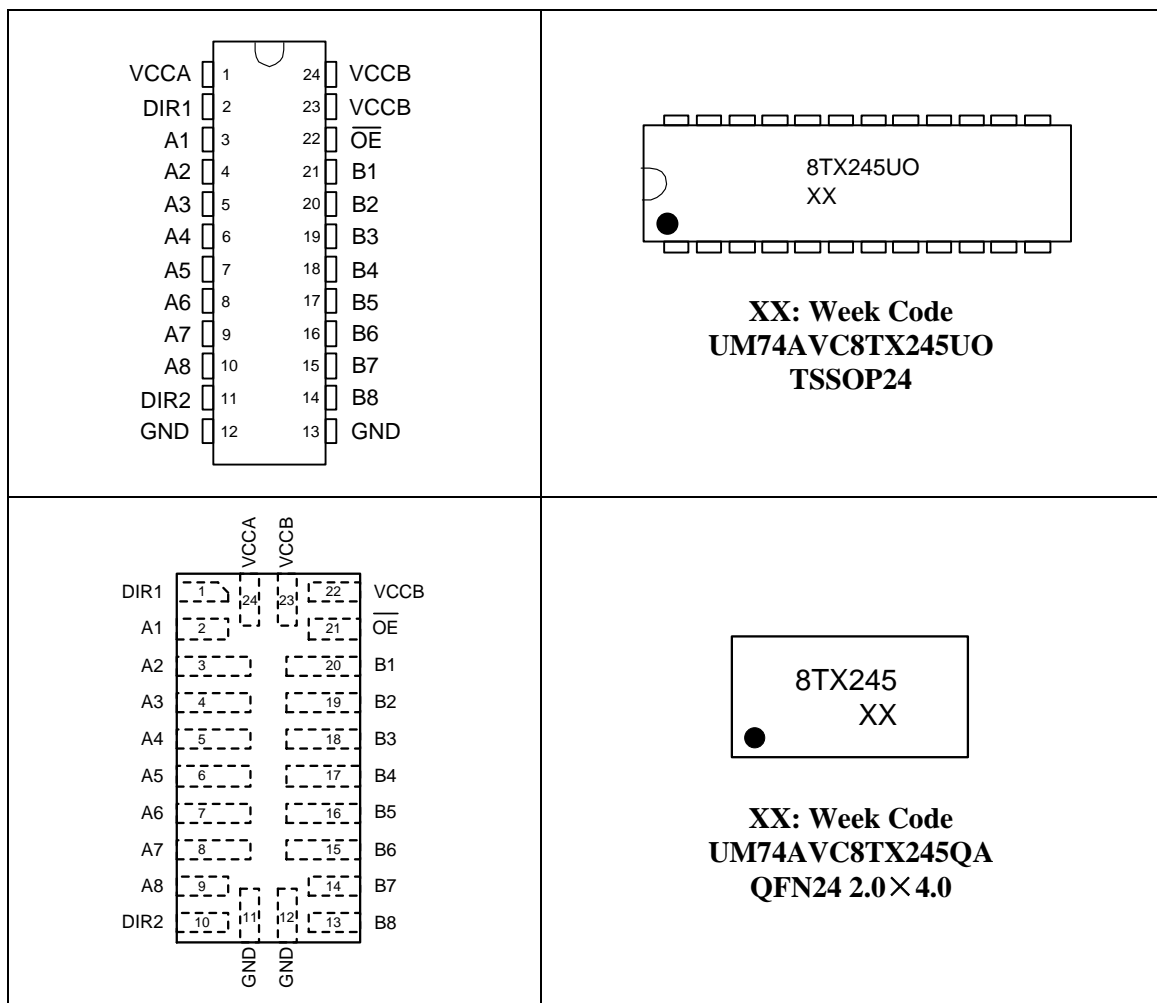 VCCA 1 24 VCCB
DIR1 2 23 VCCB
A1 3 22 OE
A2 4 21 B1
A3 5 20 B2
A4 6 19 B3
A5 7 18 B4
A6 8 17 B5
A7 9 16 B6
A8 10 15 B7
DIR2 11 14 B8
GND 12 13 GND
8TX245UO
XX
XX: Week Code
UM74AVC8TX245UO
TSSOP24
VCCA VCCB
DIR1 1 24 23 22 VCCB
A1 2 21 OE
A2 3 20 B1
A3 4 19 B2
A4 5 18 B3
A5 6 17 B4
A6 7 16 B5
A7 8 15 B6
A8 9 14 B7
DIR2 10 11 12 13 B8
GND GND
8TX245
XX
XX: Week Code
UM74AVC8TX245QA
QFN24 2.0×4.0